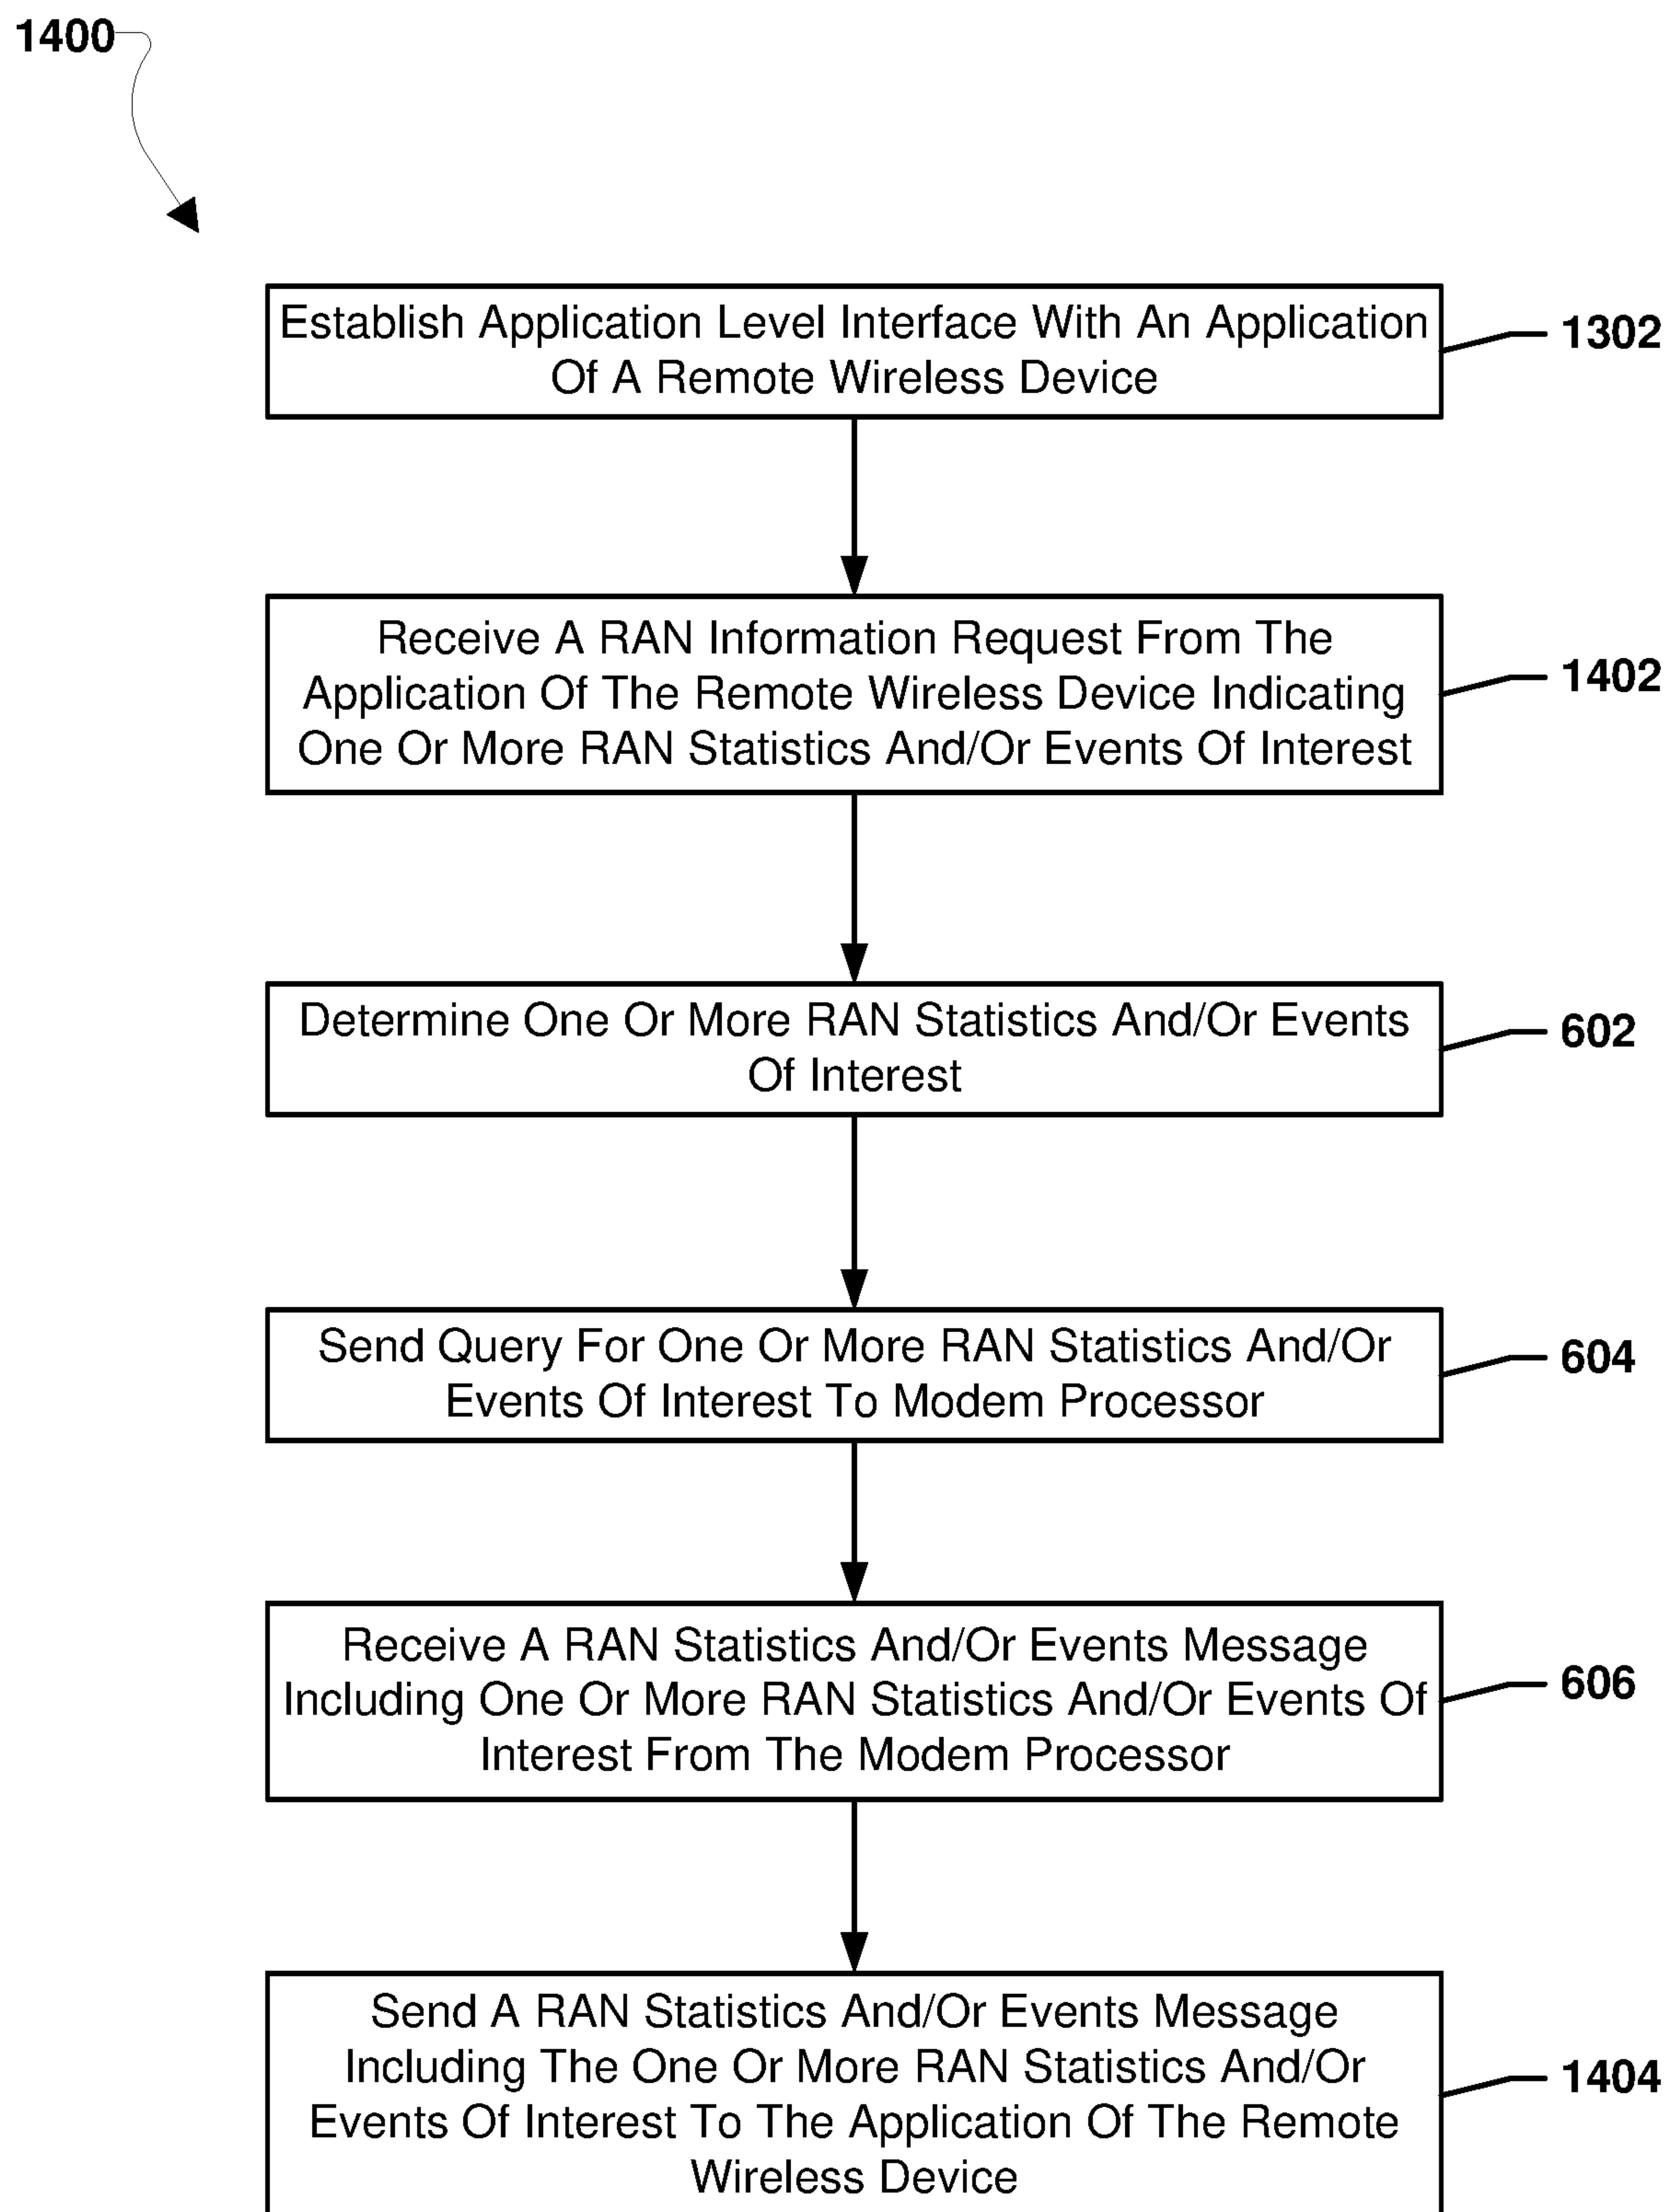 1400
Establish Application Level Interface With An Application
Of A Remote Wireless Device
1302
Receive A RAN Information Request From The
Application Of The Remote Wireless Device Indicating
One Or More RAN Statistics And/Or Events Of Interest
1402
Determine One Or More RAN Statistics And/Or Events
Of Interest
602
Send Query For One Or More RAN Statistics And/Or
Events Of Interest To Modem Processor
604
Receive A RAN Statistics And/Or Events Message
Including One Or More RAN Statistics And/Or Events Of
Interest From The Modem Processor
606
Send A RAN Statistics And/Or Events Message
Including The One Or More RAN Statistics And/Or
Events Of Interest To The Application Of The Remote
Wireless Device
1404